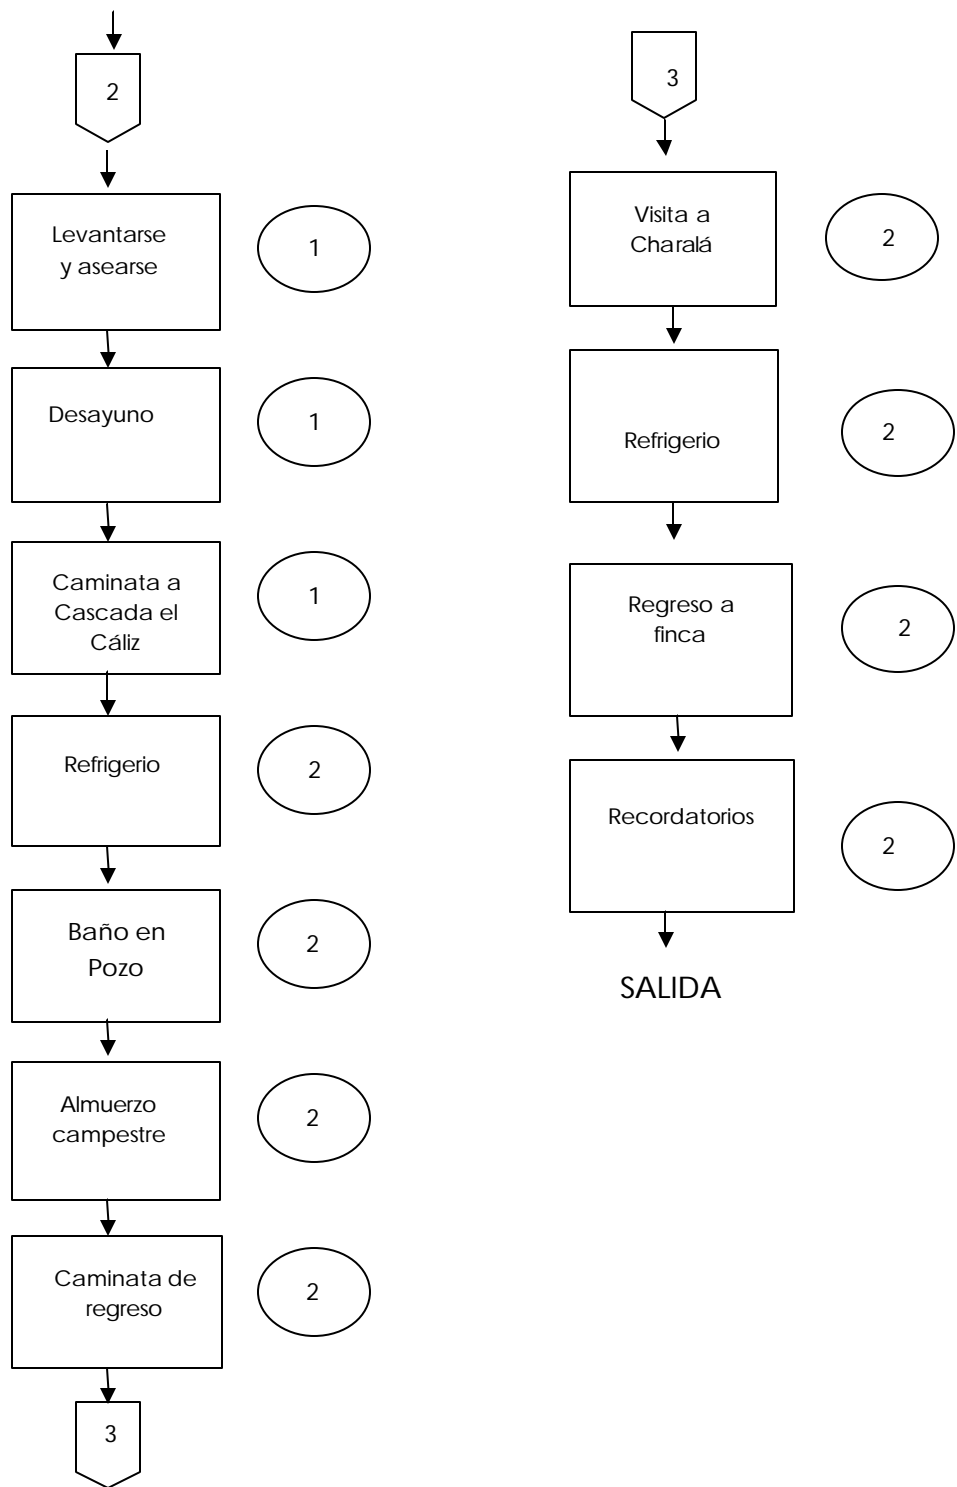 2
Levantarse
y asearse
1
Desayuno
1
Caminata a
Cascada el
Cáliz
1
Refrigerio
2
Baño en
Pozo
2
Almuerzo
campestre
2
Caminata de
regreso
2
3
3
Visita a
Charalá
2
Refrigerio
2
Regreso a
finca
2
Recordatorios
2
SALIDA